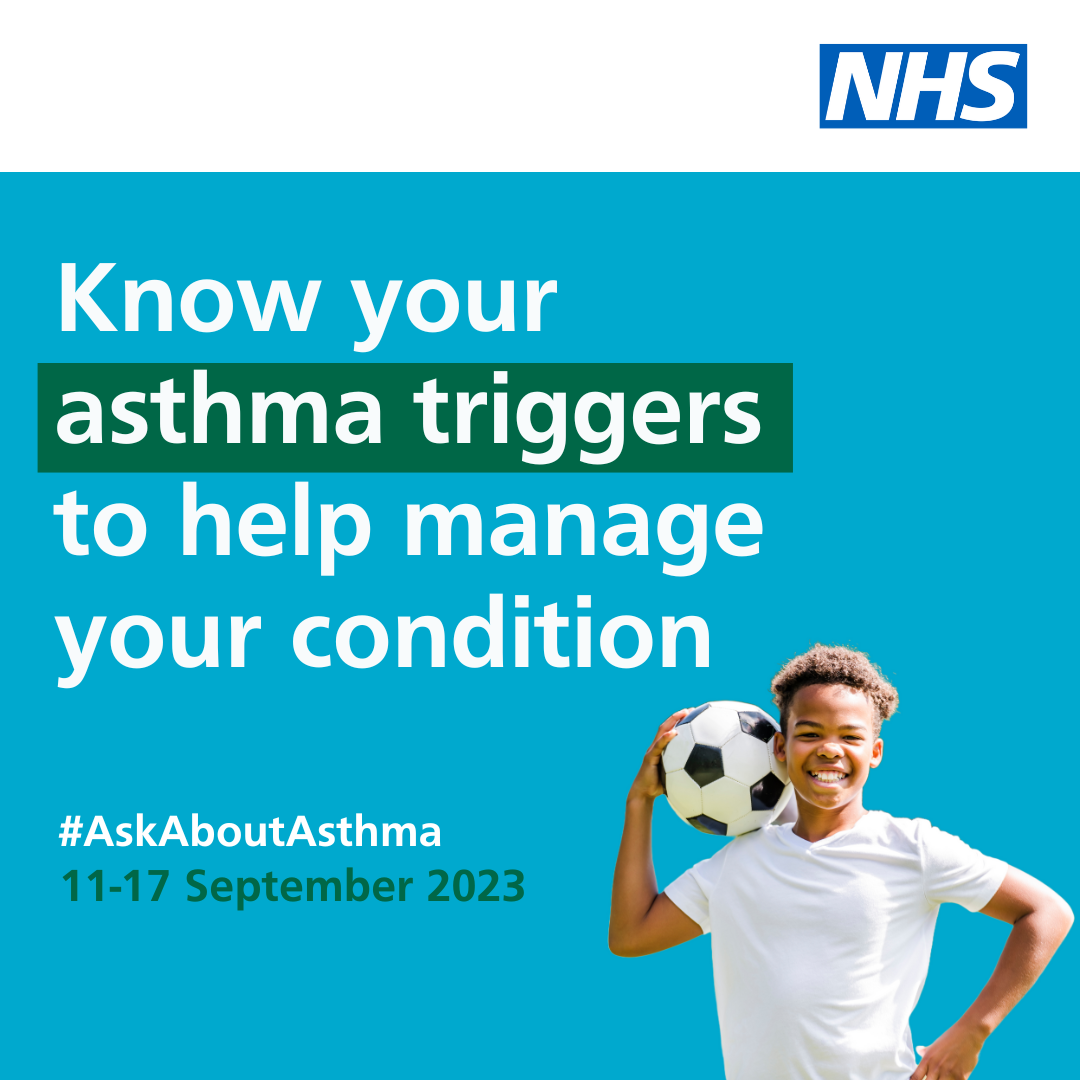 NHS
Know your
asthma triggers
to help manage
your condition
#AskAboutAsthma
11-17 September 2023